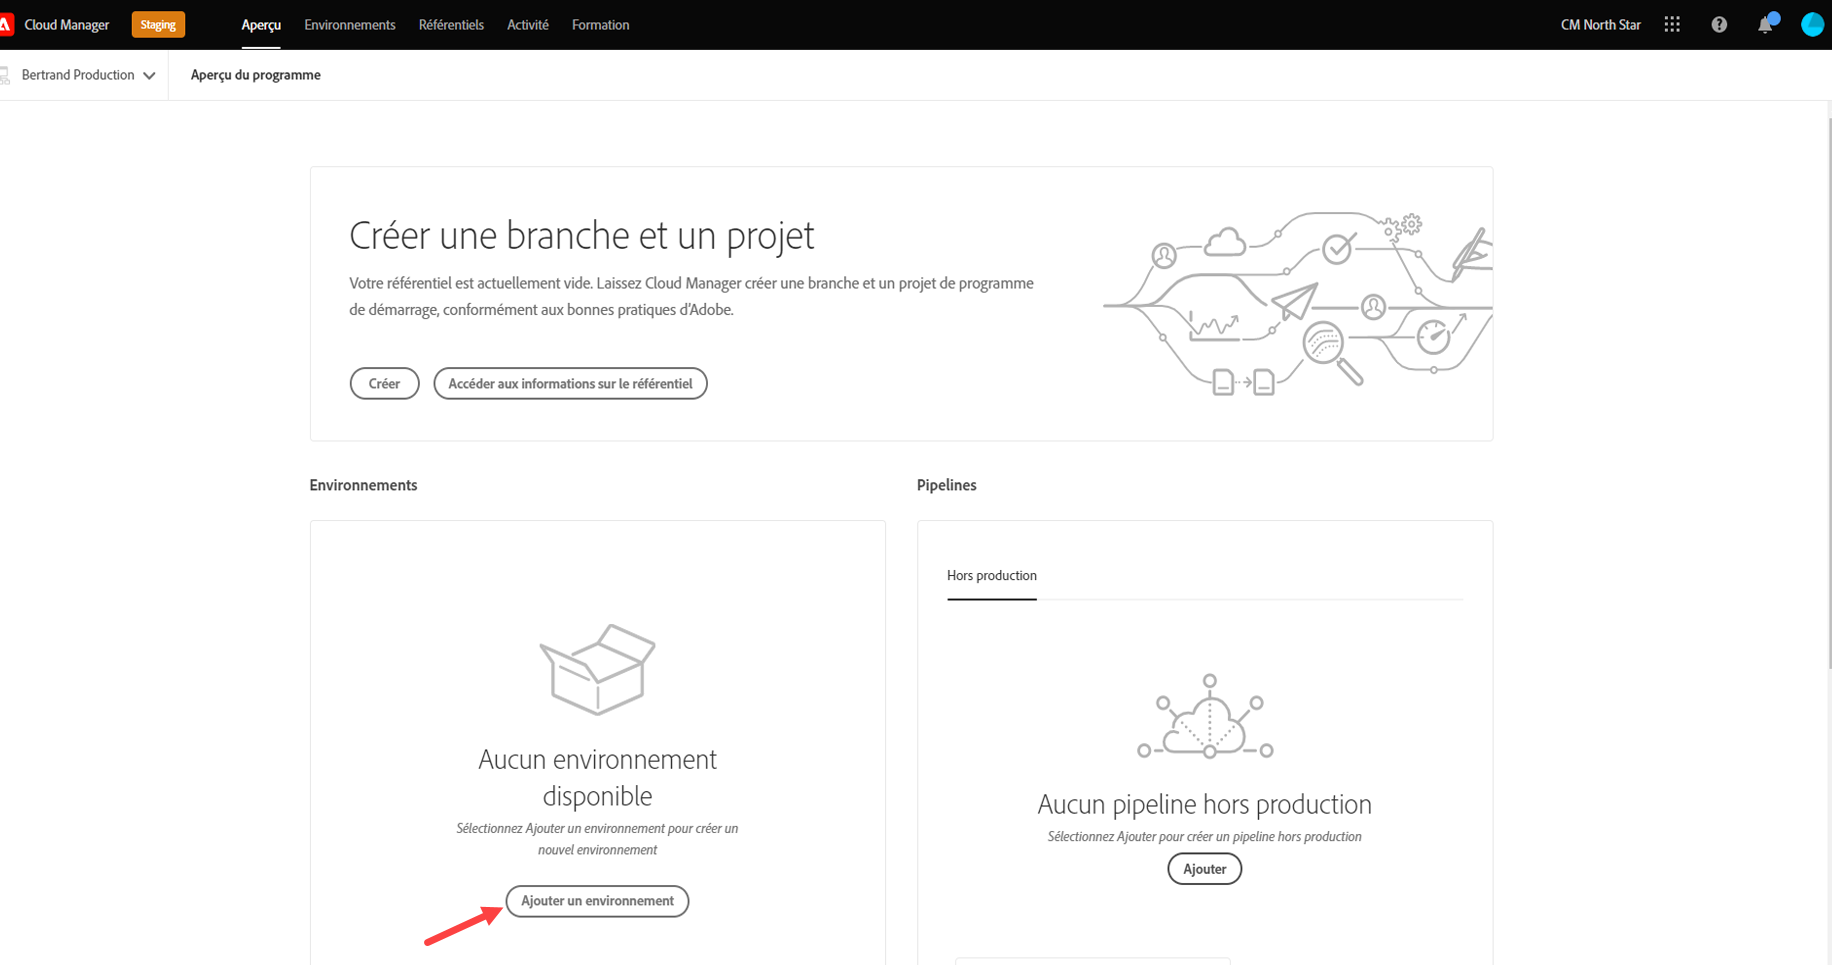 Cloud Manager
Staging
Aperçu
Environnements
Référentiels
Activité
Formation
CM North Star
Bertrand Production
Aperçu du programme
Créer une branche et un projet
Votre référentiel est actuellement vide. Laissez Cloud Manager créer une branche et un projet de programme
de démarrage, conformément aux bonnes pratiques d'Adobe.
Créer
Accéder aux informations sur le référentiel
Environnements
Aucun environnement
disponible
Sélectionnez Ajouter un environnement pour créer un
nouvel environnement
Ajouter un environnement
Pipelines
Hors production
Aucun pipeline hors production
Sélectionnez Ajouter pour créer un pipeline hors production
Ajouter